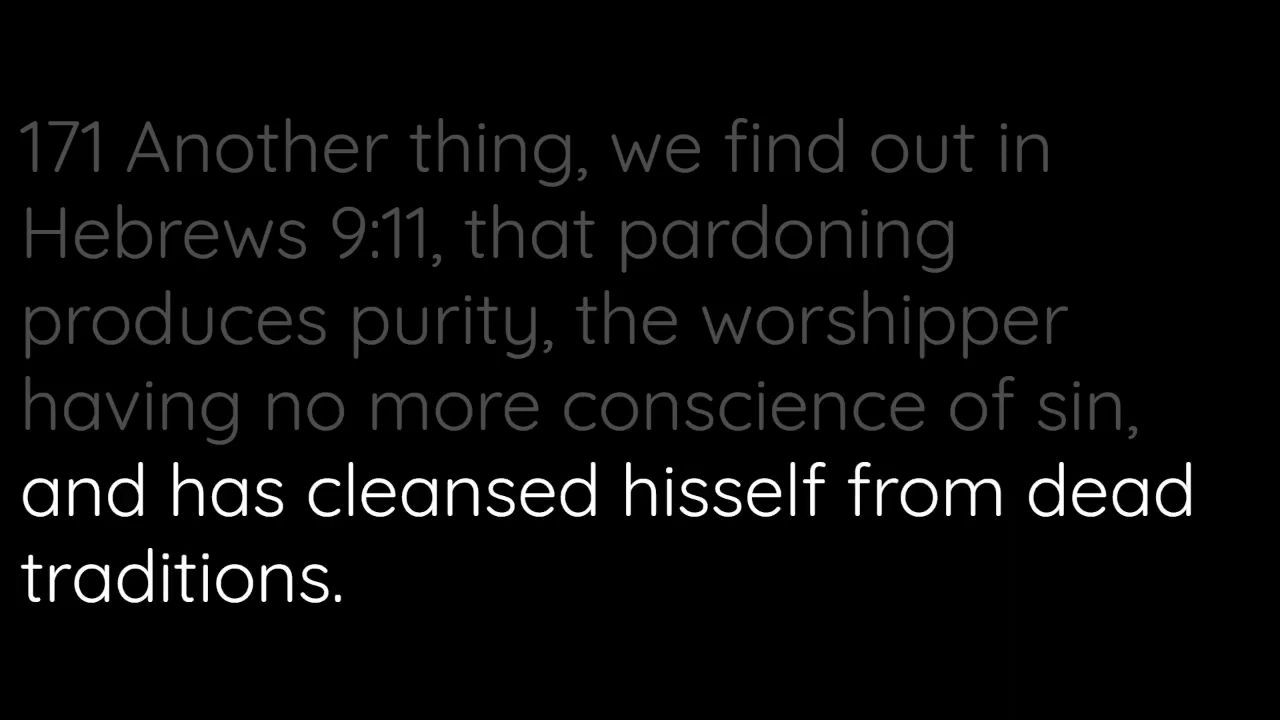 171 Another thing, we find out in
Hebrews 9:11, that pardoning
produces purity, the worshipper
having no more conscience of sin,
and has cleansed hisself from dead
traditions.